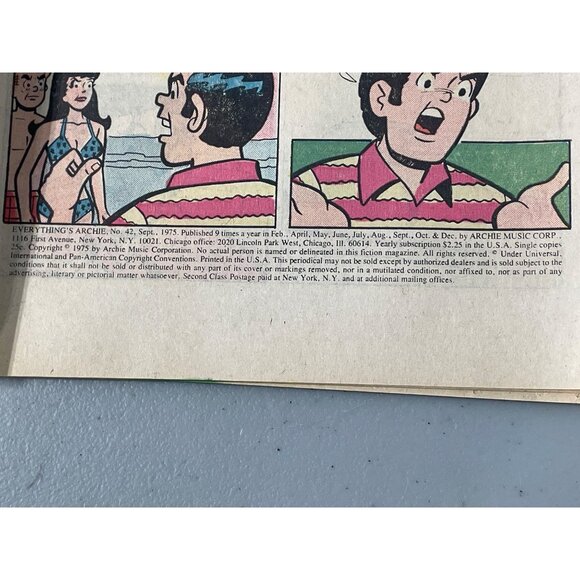 EVERYTHING'S ARCHIE, No. 42, Sept., 1975. Published 9 times a year in Feb., April, May, June, July, Aug., Sept., Oct. & Dec. by ARCHIE MUSIC CORP
1116 First Avenue, New York, N.Y. 10021. Chicago office: 2020 Lincoln Park West, Chicago, Ill. 60614. Yearly subscription $2.25 in the U.S.A. Single copies
25c. Copyright © 1975 by Archie Music Corporation. No actual person is named or delineated in this fiction magazine. All rights reserved. © Under Universal,
International and Pan-American Copyright Conventions. Printed in the U.S.A. This periodical may not be sold except by authorized dealers and is sold subject to the
conditions that it shall not be sold or distributed with any part of its cover or markings removed, nor in a mutilated condition, not affixed to, nor as part of any
advertising, literary or pictorial matter whatsoever. Second Class Postage paid at New York, N.Y. and at additional mailing offices.